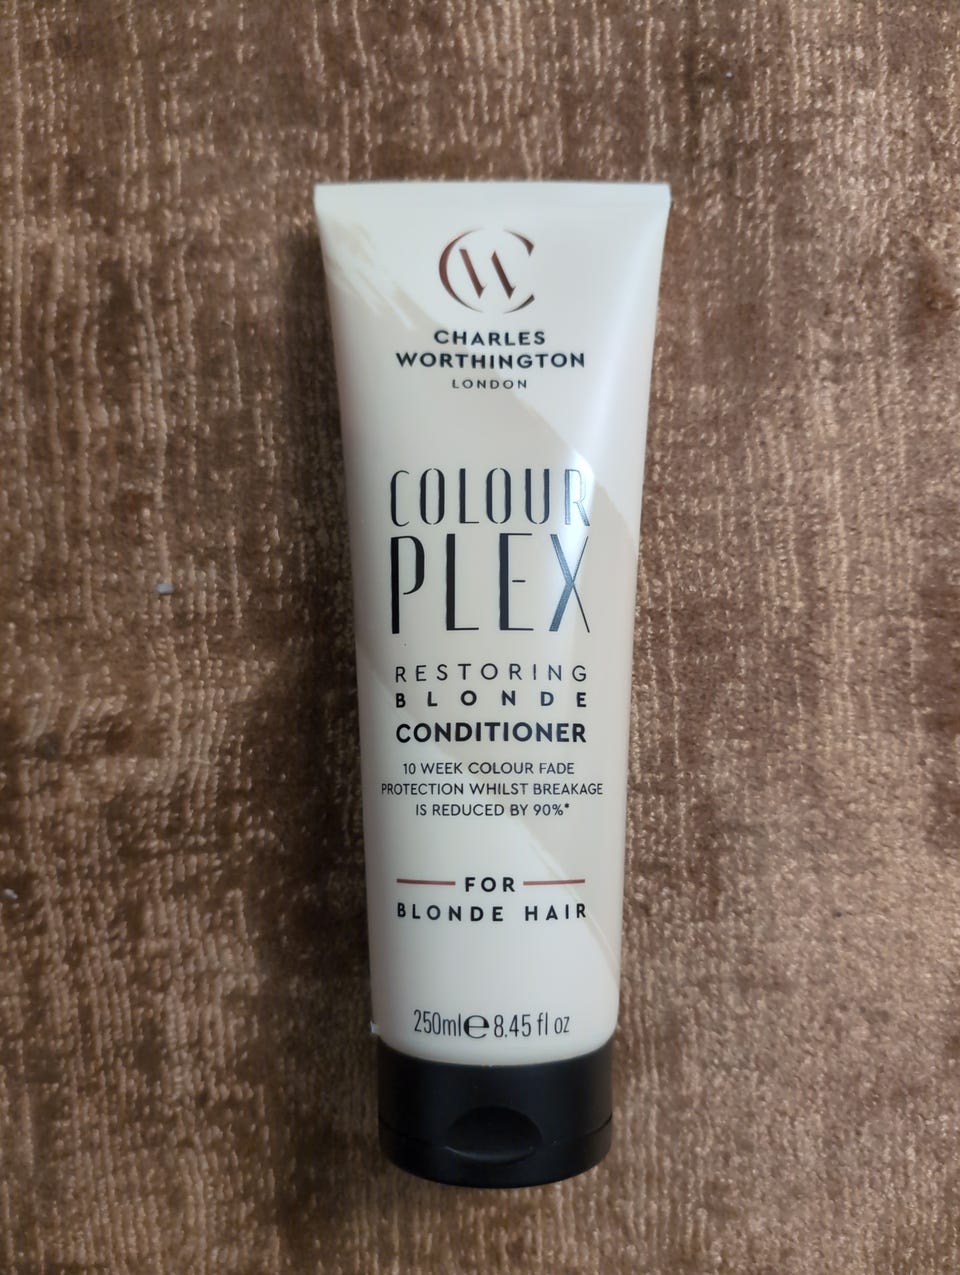 CW
CHARLES
WORTHINGTON
LONDON
COLOUR
PLEX
RESTORING
BLONDE
CONDITIONER
10 WEEK COLOUR FADE
PROTECTION WHILST BREAKAGE
IS REDUCED BY 90%*
FOR
BLONDE HAIR
250ml e 8.45 fl oz